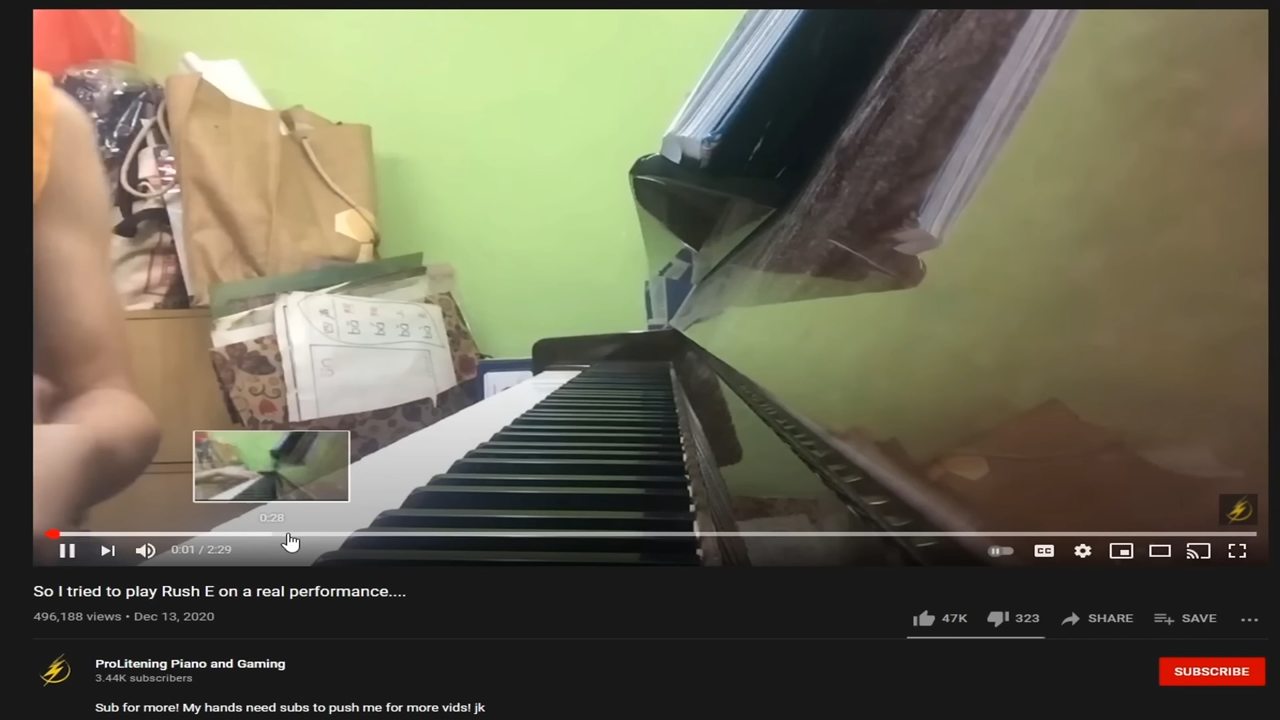 0:28
0:01 / 2:29
CC
So I tried to play Rush E on a real performance....
496,188 views • Dec 13, 2020
47K 323 SHARE SAVE ...
ProLitening Piano and Gaming
3.44K subscribers
SUBSCRIBE
Sub for more! My hands need subs to push me for more vids! jk